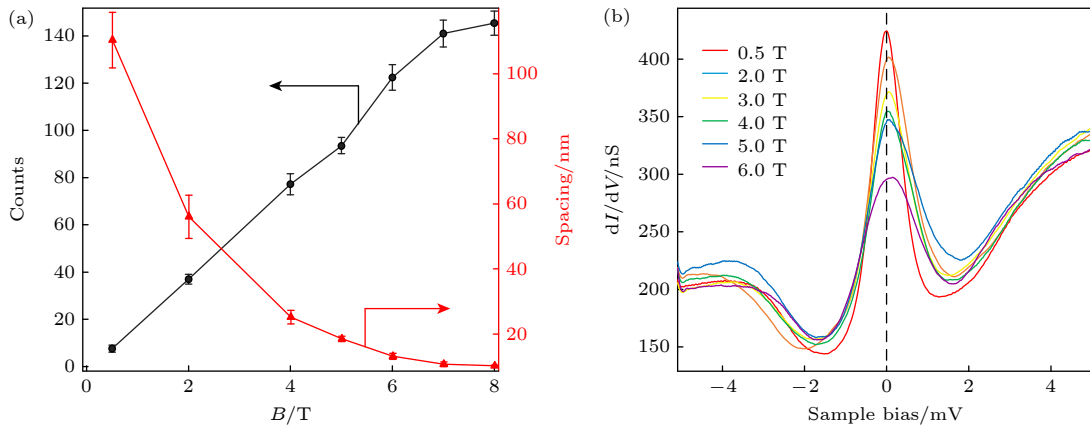 (a)
140
120
100
80
60
40
20
0
Counts
0
2
4
6
8
B/T
100
80
60
40
20
Spacing/nm
(b)
0.5 T
2.0 T
3.0 T
4.0 T
5.0 T
6.0 T
400
350
300
250
200
150
dI/dV/nS
−4
−2
0
2
4
Sample bias/mV